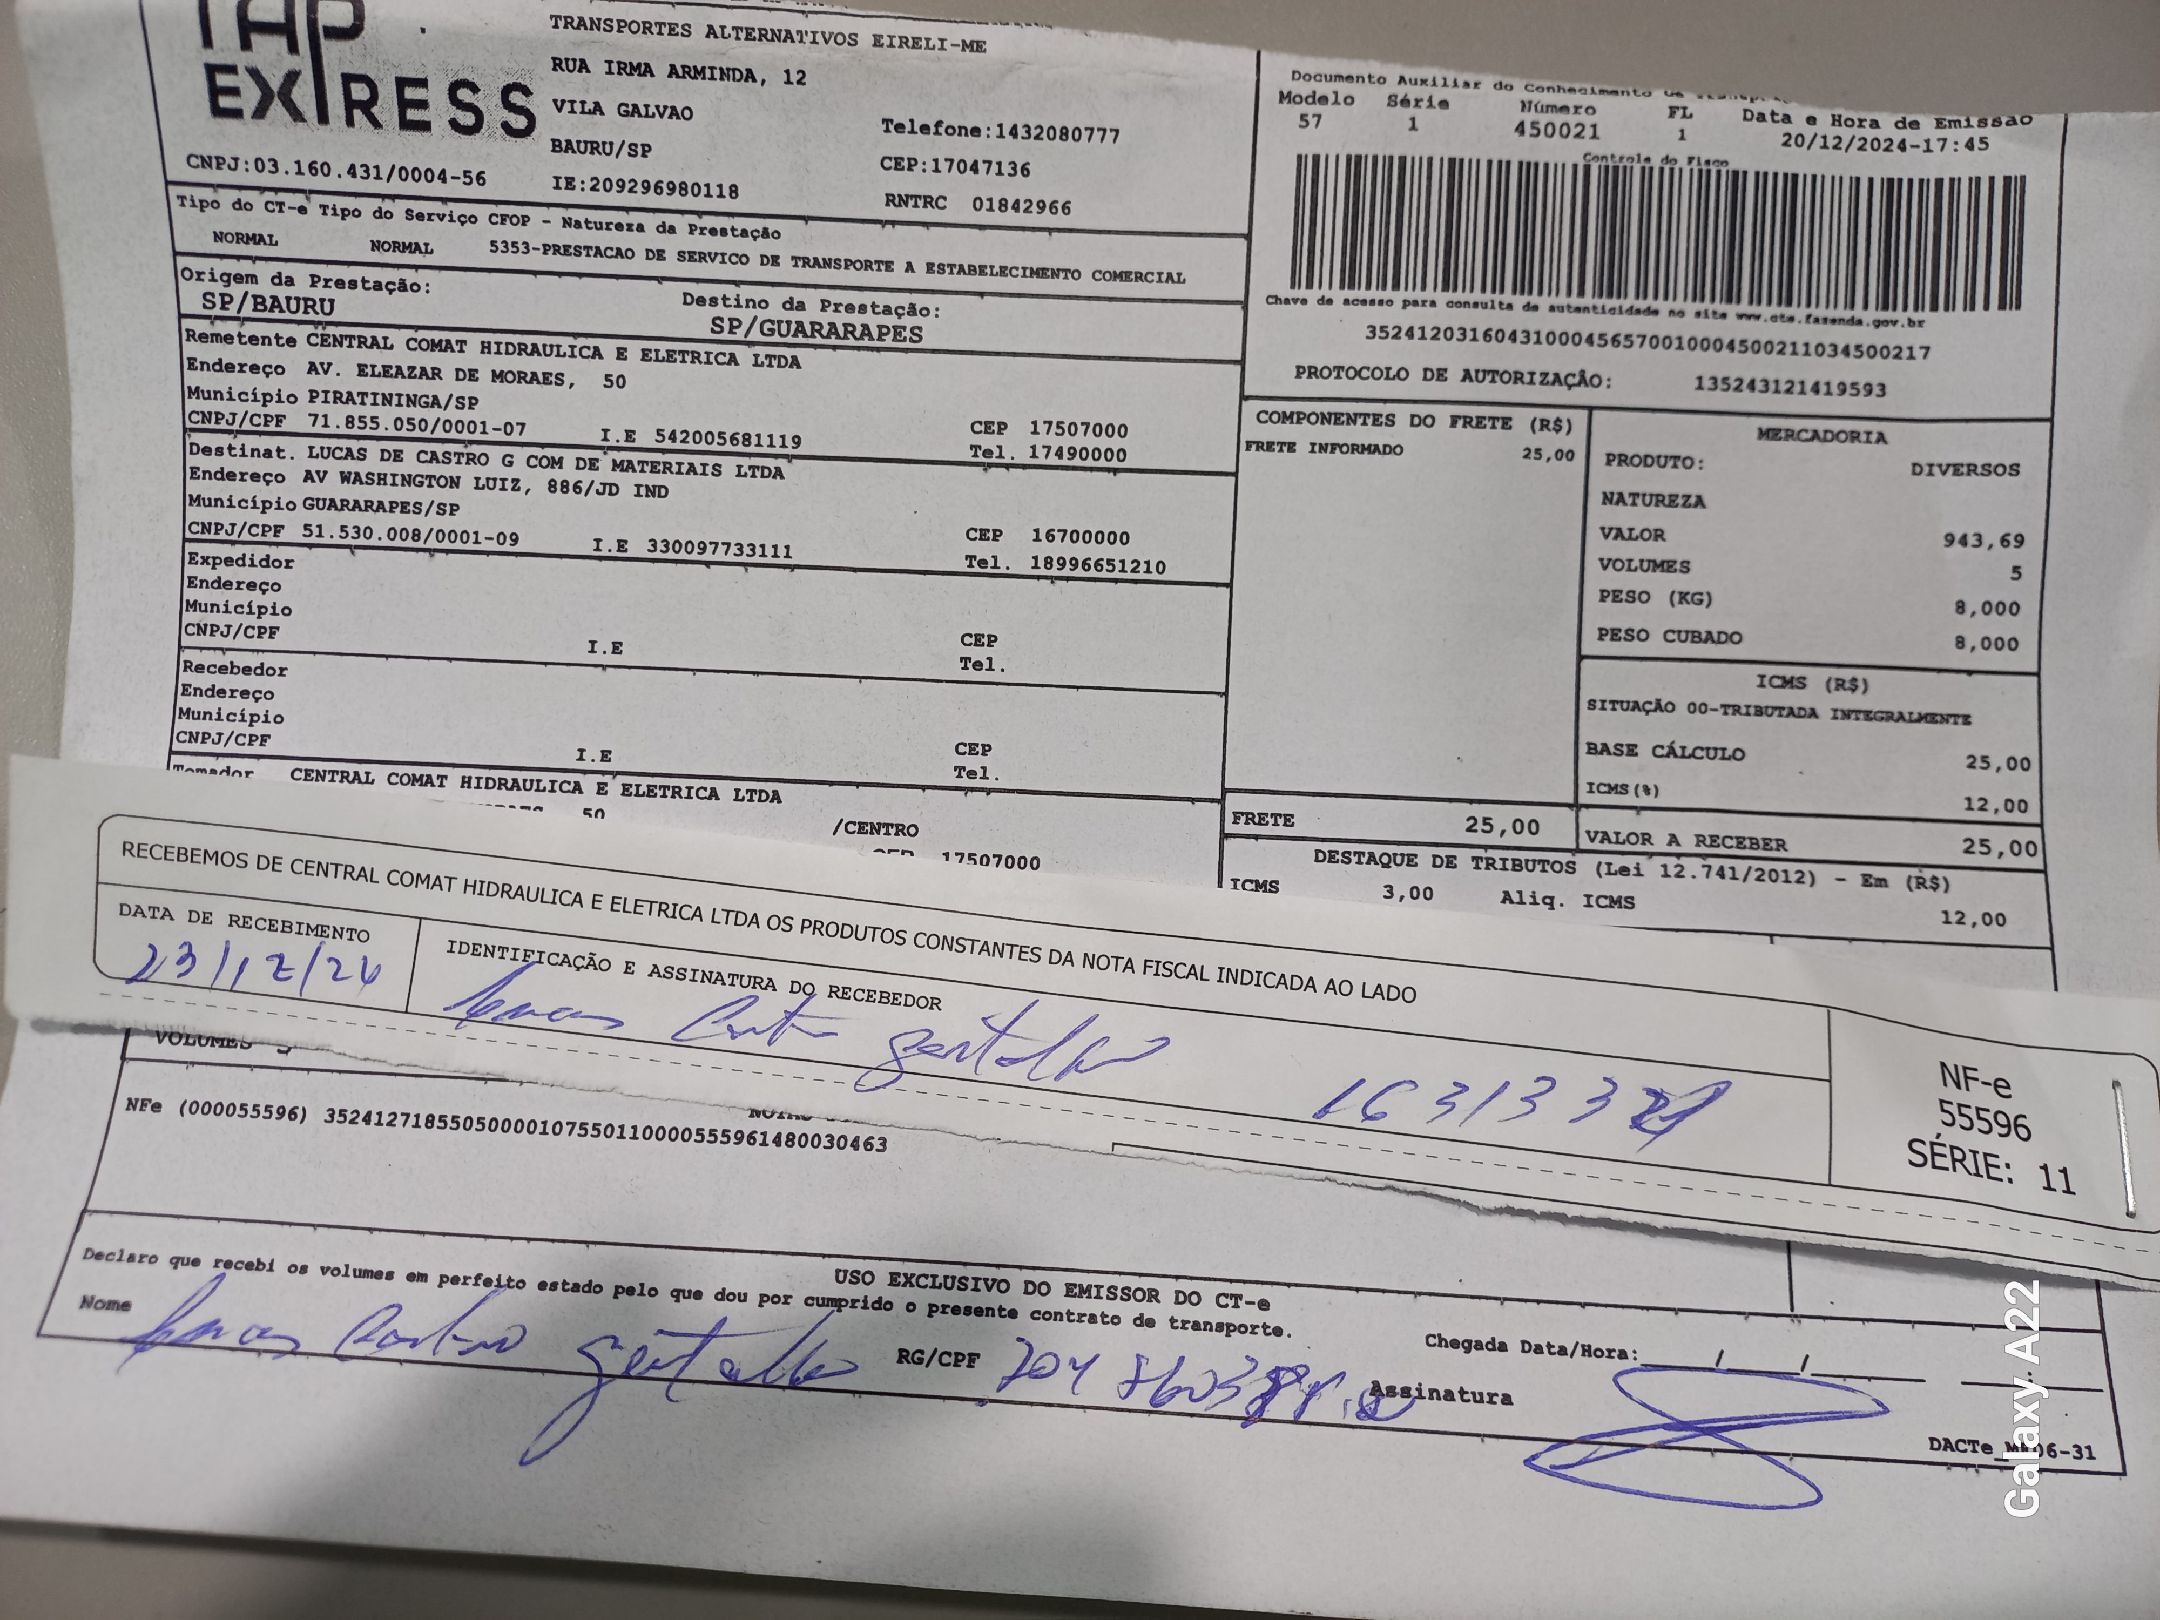 TAP
EXPRESS
TRANSPORTES ALTERNATIVOS EIRELI-ME
RUA IRMA ARMINDA, 12
VILA GALVAO
BAURU/SP
Telefone:1432080777
CEP:17047136
CNPJ:03.160.431/0004-56
IE:209296980118
RNTRC 01842966
Documento Auxiliar do Conhecimento de
Modelo Série Número FL Data e Hora de Emissão
57 1 450021 1 20/12/2024-17:45
Controle do Fisco
Chave de acesso para consulta de autenticidade no site www.cte.fazenda.gov.br
35241203160431000456570010004500211034500217
PROTOCOLO DE AUTORIZAÇÃO: 135243121419593
Tipo do CT-e Tipo do Serviço CFOP - Natureza da Prestação
NORMAL NORMAL 5353-PRESTACAO DE SERVICO DE TRANSPORTE A ESTABELECIMENTO COMERCIAL
Origem da Prestação: Destino da Prestação:
SP/BAURU SP/GUARARAPES
Remetente CENTRAL COMAT HIDRAULICA E ELETRICA LTDA
Endereço AV. ELEAZAR DE MORAES, 50
Município PIRATININGA/SP CEP 17507000
CNPJ/CPF 71.855.050/0001-07 I.E 542005681119 Tel. 17490000
Destinat. LUCAS DE CASTRO G COM DE MATERIAIS LTDA
Endereço AV WASHINGTON LUIZ, 886/JD IND
Município GUARARAPES/SP CEP 16700000
CNPJ/CPF 51.530.008/0001-09 I.E 330097733111 Tel. 18996651210
Expedidor
Endereço
Município CEP
CNPJ/CPF I.E Tel.
Recebedor
Endereço
Município CEP
CNPJ/CPF I.E Tel.
Tomador CENTRAL COMAT HIDRAULICA E ELETRICA LTDA
50 /CENTRO
CEP 17507000
COMPONENTES DO FRETE (R$)
FRETE INFORMADO 25,00
MERCADORIA
PRODUTO: DIVERSOS
NATUREZA
VALOR 943,69
VOLUMES 5
PESO (KG) 8,000
PESO CUBADO 8,000
ICMS (R$)
SITUAÇÃO 00-TRIBUTADA INTEGRALMENTE
BASE CÁLCULO 25,00
ICMS(%) 12,00
FRETE 25,00
VALOR A RECEBER 25,00
DESTAQUE DE TRIBUTOS (Lei 12.741/2012) - Em (R$)
ICMS 3,00 Aliq. ICMS 12,00
RECEBEMOS DE CENTRAL COMAT HIDRAULICA E ELETRICA LTDA OS PRODUTOS CONSTANTES DA NOTA FISCAL INDICADA AO LADO
DATA DE RECEBIMENTO
23/12/24
IDENTIFICAÇÃO E ASSINATURA DO RECEBEDOR
NF-e
55596
SÉRIE: 11
VOLUMES 5
NFe (000055596) 35241271855050000107550110000555961480030463
USO EXCLUSIVO DO EMISSOR DO CT-e
Declaro que recebi os volumes em perfeito estado pelo que dou por cumprido o presente contrato de transporte.
Nome Lucas Castro
RG/CPF
Chegada Data/Hora: / /
Assinatura
DACTe
06-31
Galaxy A22